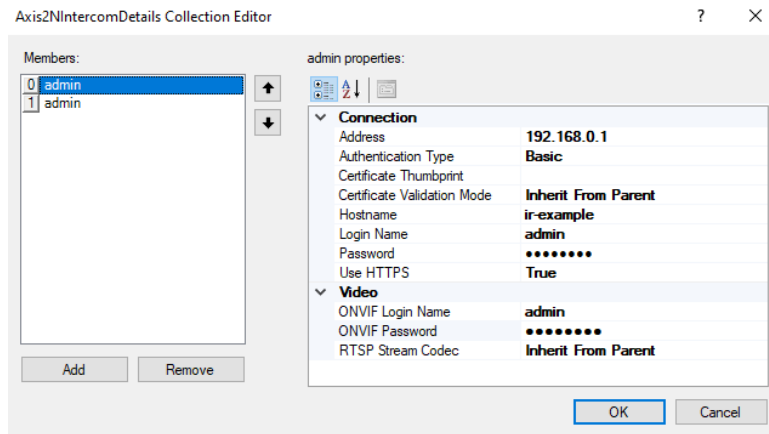 Axis2NIntercomDetails Collection Editor
? ×
Members:
0 admin
1 admin
Add Remove
admin properties:
Connection
Address 192.168.0.1
Authentication Type Basic
Certificate Thumbprint
Certificate Validation Mode Inherit From Parent
Hostname ir-example
Login Name admin
Password ●●●●●●●●
Use HTTPS True
Video
ONVIF Login Name admin
ONVIF Password ●●●●●●●●
RTSP Stream Codec Inherit From Parent
OK Cancel